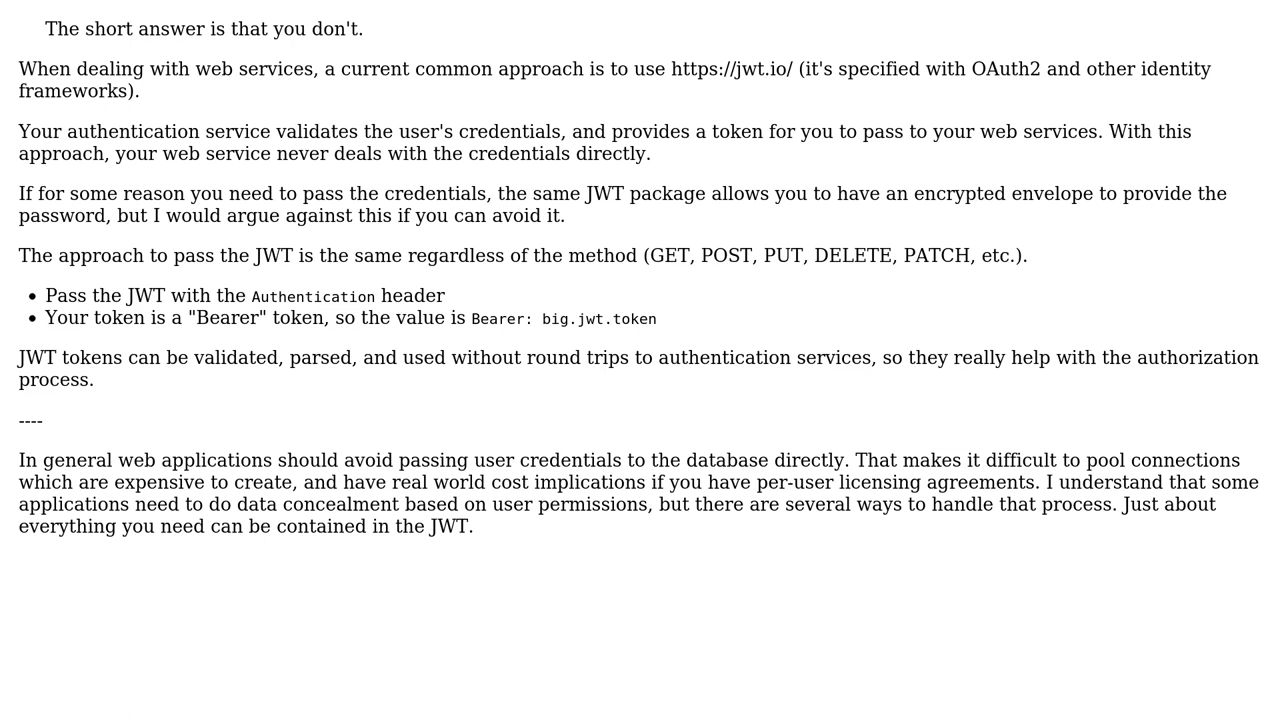 The short answer is that you don't.
When dealing with web services, a current common approach is to use https://jwt.io/ (it's specified with OAuth2 and other identity
frameworks).
Your authentication service validates the user's credentials, and provides a token for you to pass to your web services. With this
approach, your web service never deals with the credentials directly.
If for some reason you need to pass the credentials, the same JWT package allows you to have an encrypted envelope to provide the
password, but I would argue against this if you can avoid it.
The approach to pass the JWT is the same regardless of the method (GET, POST, PUT, DELETE, PATCH, etc.).
• Pass the JWT with the Authentication header
• Your token is a "Bearer" token, so the value is Bearer: big.jwt.token
JWT tokens can be validated, parsed, and used without round trips to authentication services, so they really help with the authorization
process.
----
In general web applications should avoid passing user credentials to the database directly. That makes it difficult to pool connections
which are expensive to create, and have real world cost implications if you have per-user licensing agreements. I understand that some
applications need to do data concealment based on user permissions, but there are several ways to handle that process. Just about
everything you need can be contained in the JWT.